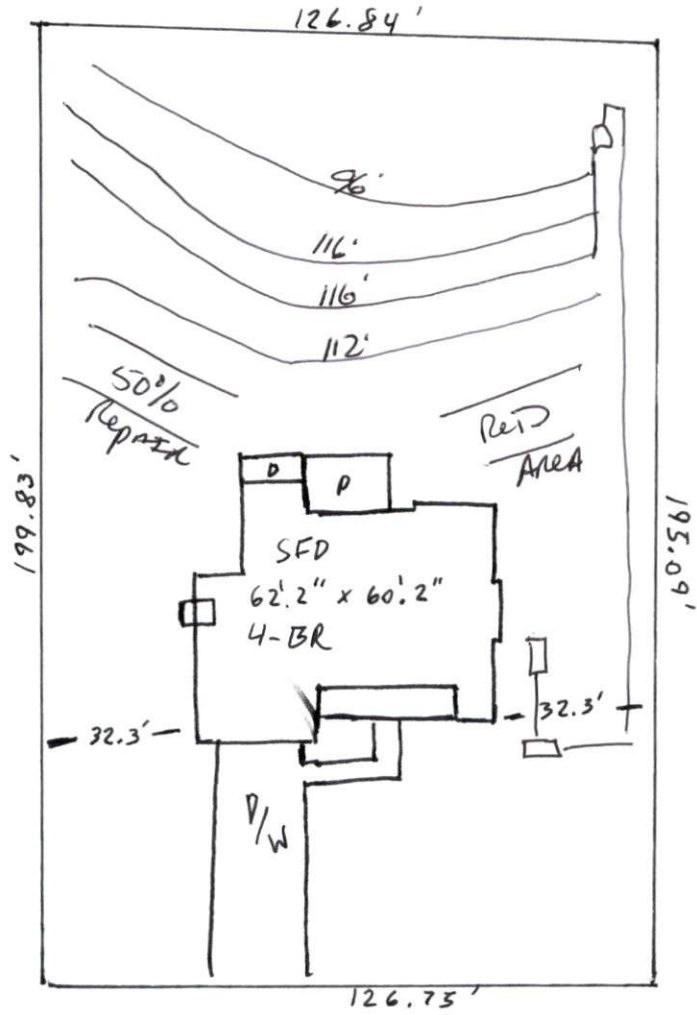 126.84'
96'
116'
116'
112'
50%
Repair
Red
Area
199.83'
195.09'
D
P
SFD
62'.2" x 60'.2"
4-BR
32.3'
32.3'
D/W
126.75'